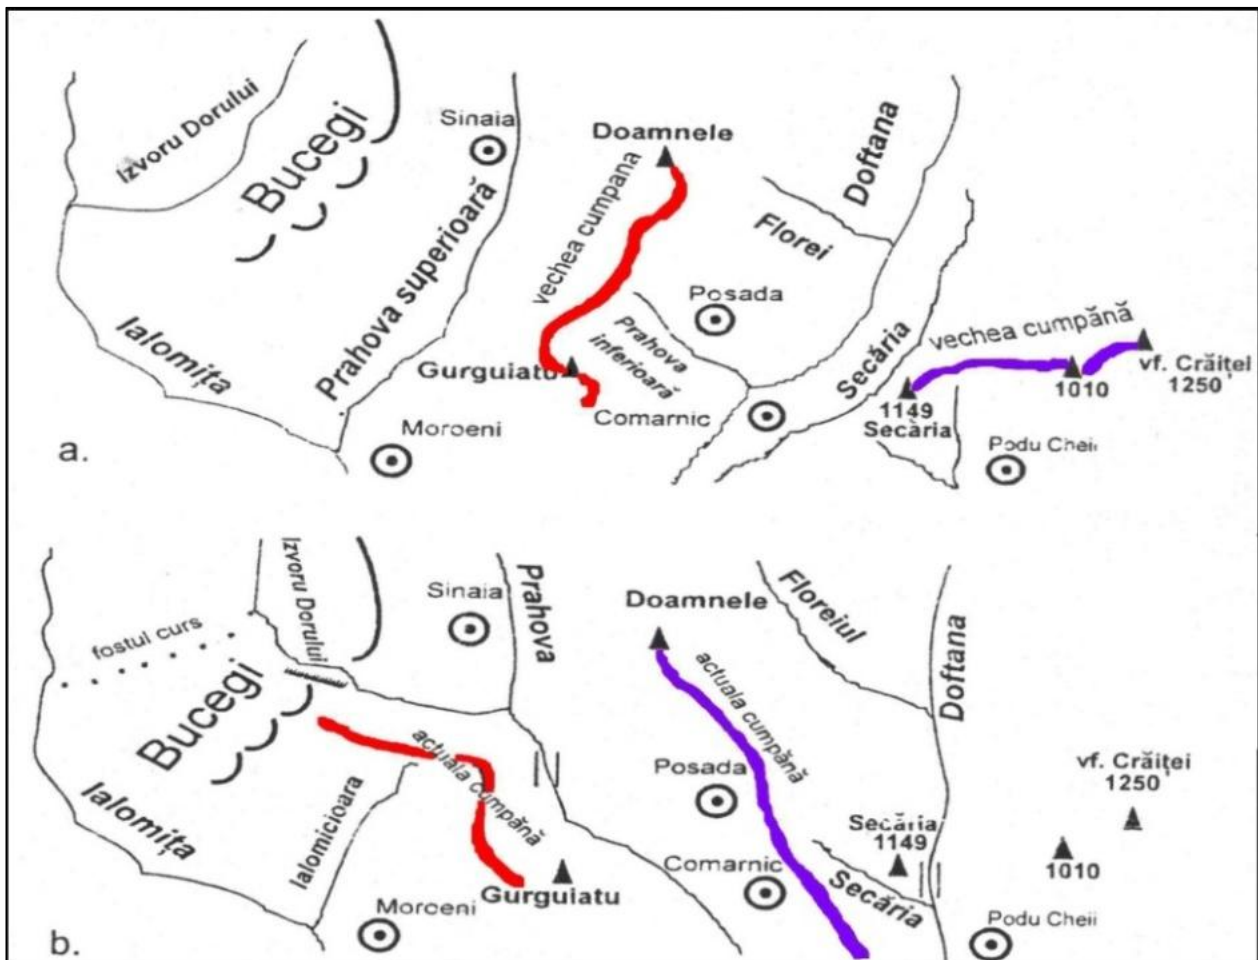 Izvoru Dorului
Bucegi
Sinaia
Doamnele
Doftana
vechea cumpana
Florei
Prahova superioară
Posada
Ialomița
Prahova
inferioară
Secăria
vechea cumpănă
Gurguiatu
vf. Crăiței
1250
1010
1149
Secăria
Comarnic
Moroeni
Podu Cheii
a.
Izvoru Dorului
Sinaia
Prahova
Doamnele
Floreiul
Doftana
fostul curs
Bucegi
actuala cumpănă
actuala cumpănă
Posada
vf. Crăiței
1250
Ialomița
Ialomicioara
Secăria
1149
1010
Comarnic
Secăria
Gurguiatu
Moroeni
Podu Cheii
b.